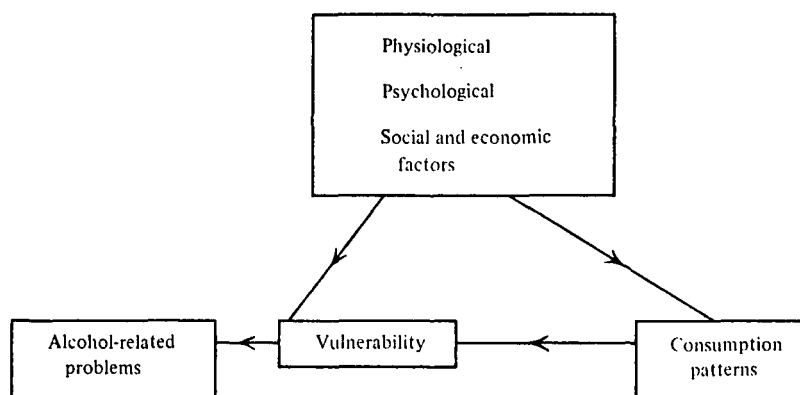 Physiological
Psychological
Social and economic
factors
Alcohol-related
problems
Vulnerability
Consumption
patterns